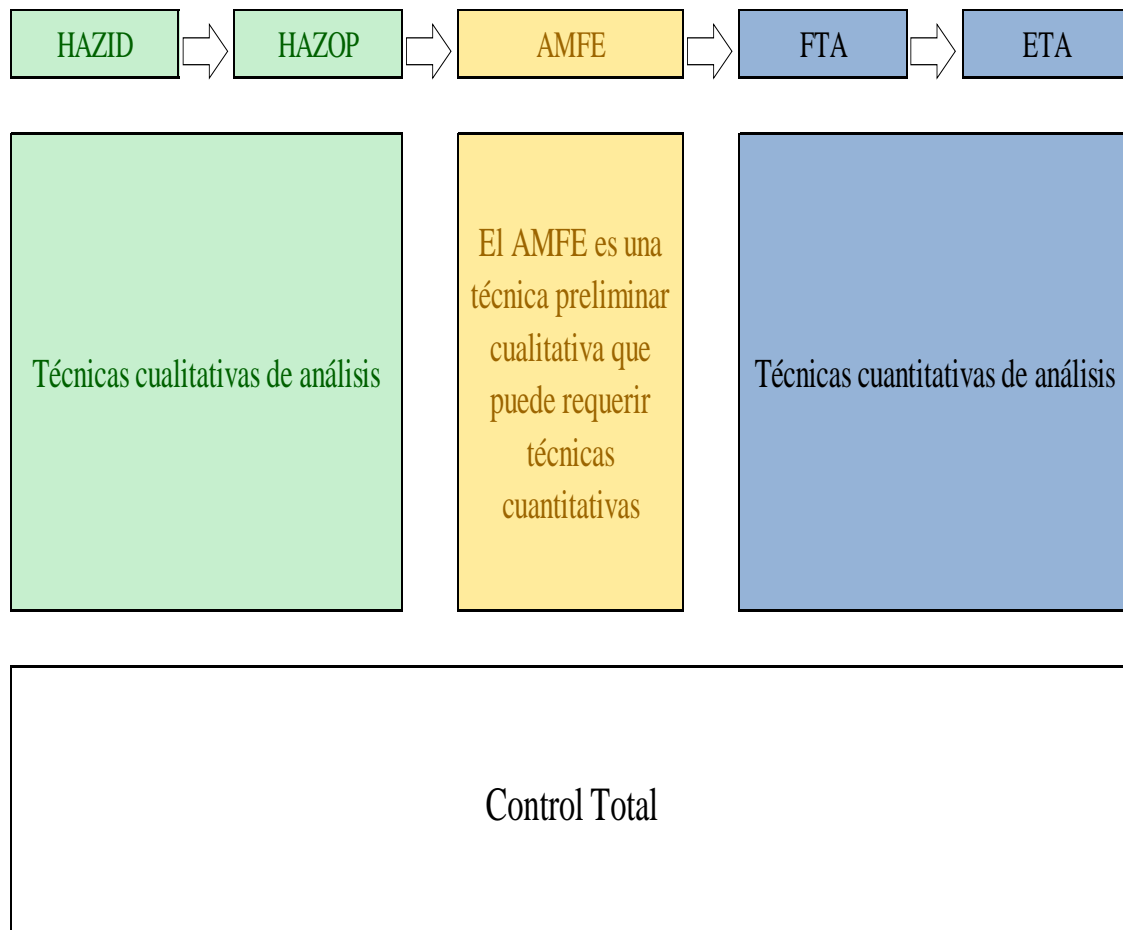 HAZID
HAZOP
AMFE
FTA
ETA
Técnicas cualitativas de análisis
El AMFE es una
técnica preliminar
cualitativa que
puede requerir
técnicas
cuantitativas
Técnicas cuantitativas de análisis
Control Total